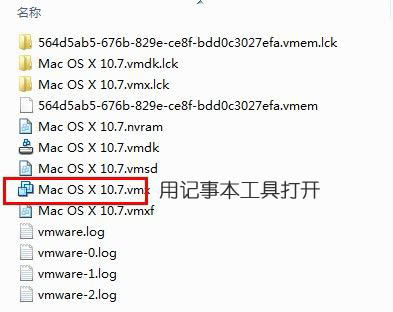 名称
564d5ab5-676b-829e-ce8f-bdd0c3027efa.vmem.lck
Mac OS X 10.7.vmdk.lck
Mac OS X 10.7.vmx.lck
564d5ab5-676b-829e-ce8f-bdd0c3027efa.vmem
Mac OS X 10.7.nvram
Mac OS X 10.7.vmdk
Mac OS X 10.7.vmsd
Mac OS X 10.7.vmx 用记事本工具打开
Mac OS X 10.7.vmxf
vmware.log
vmware-0.log
vmware-1.log
vmware-2.log